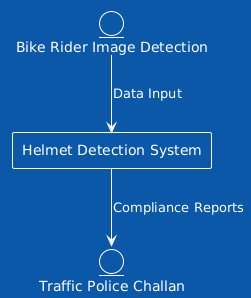 Bike Rider Image Detection
Data Input
Helmet Detection System
Compliance Reports
Traffic Police Challan